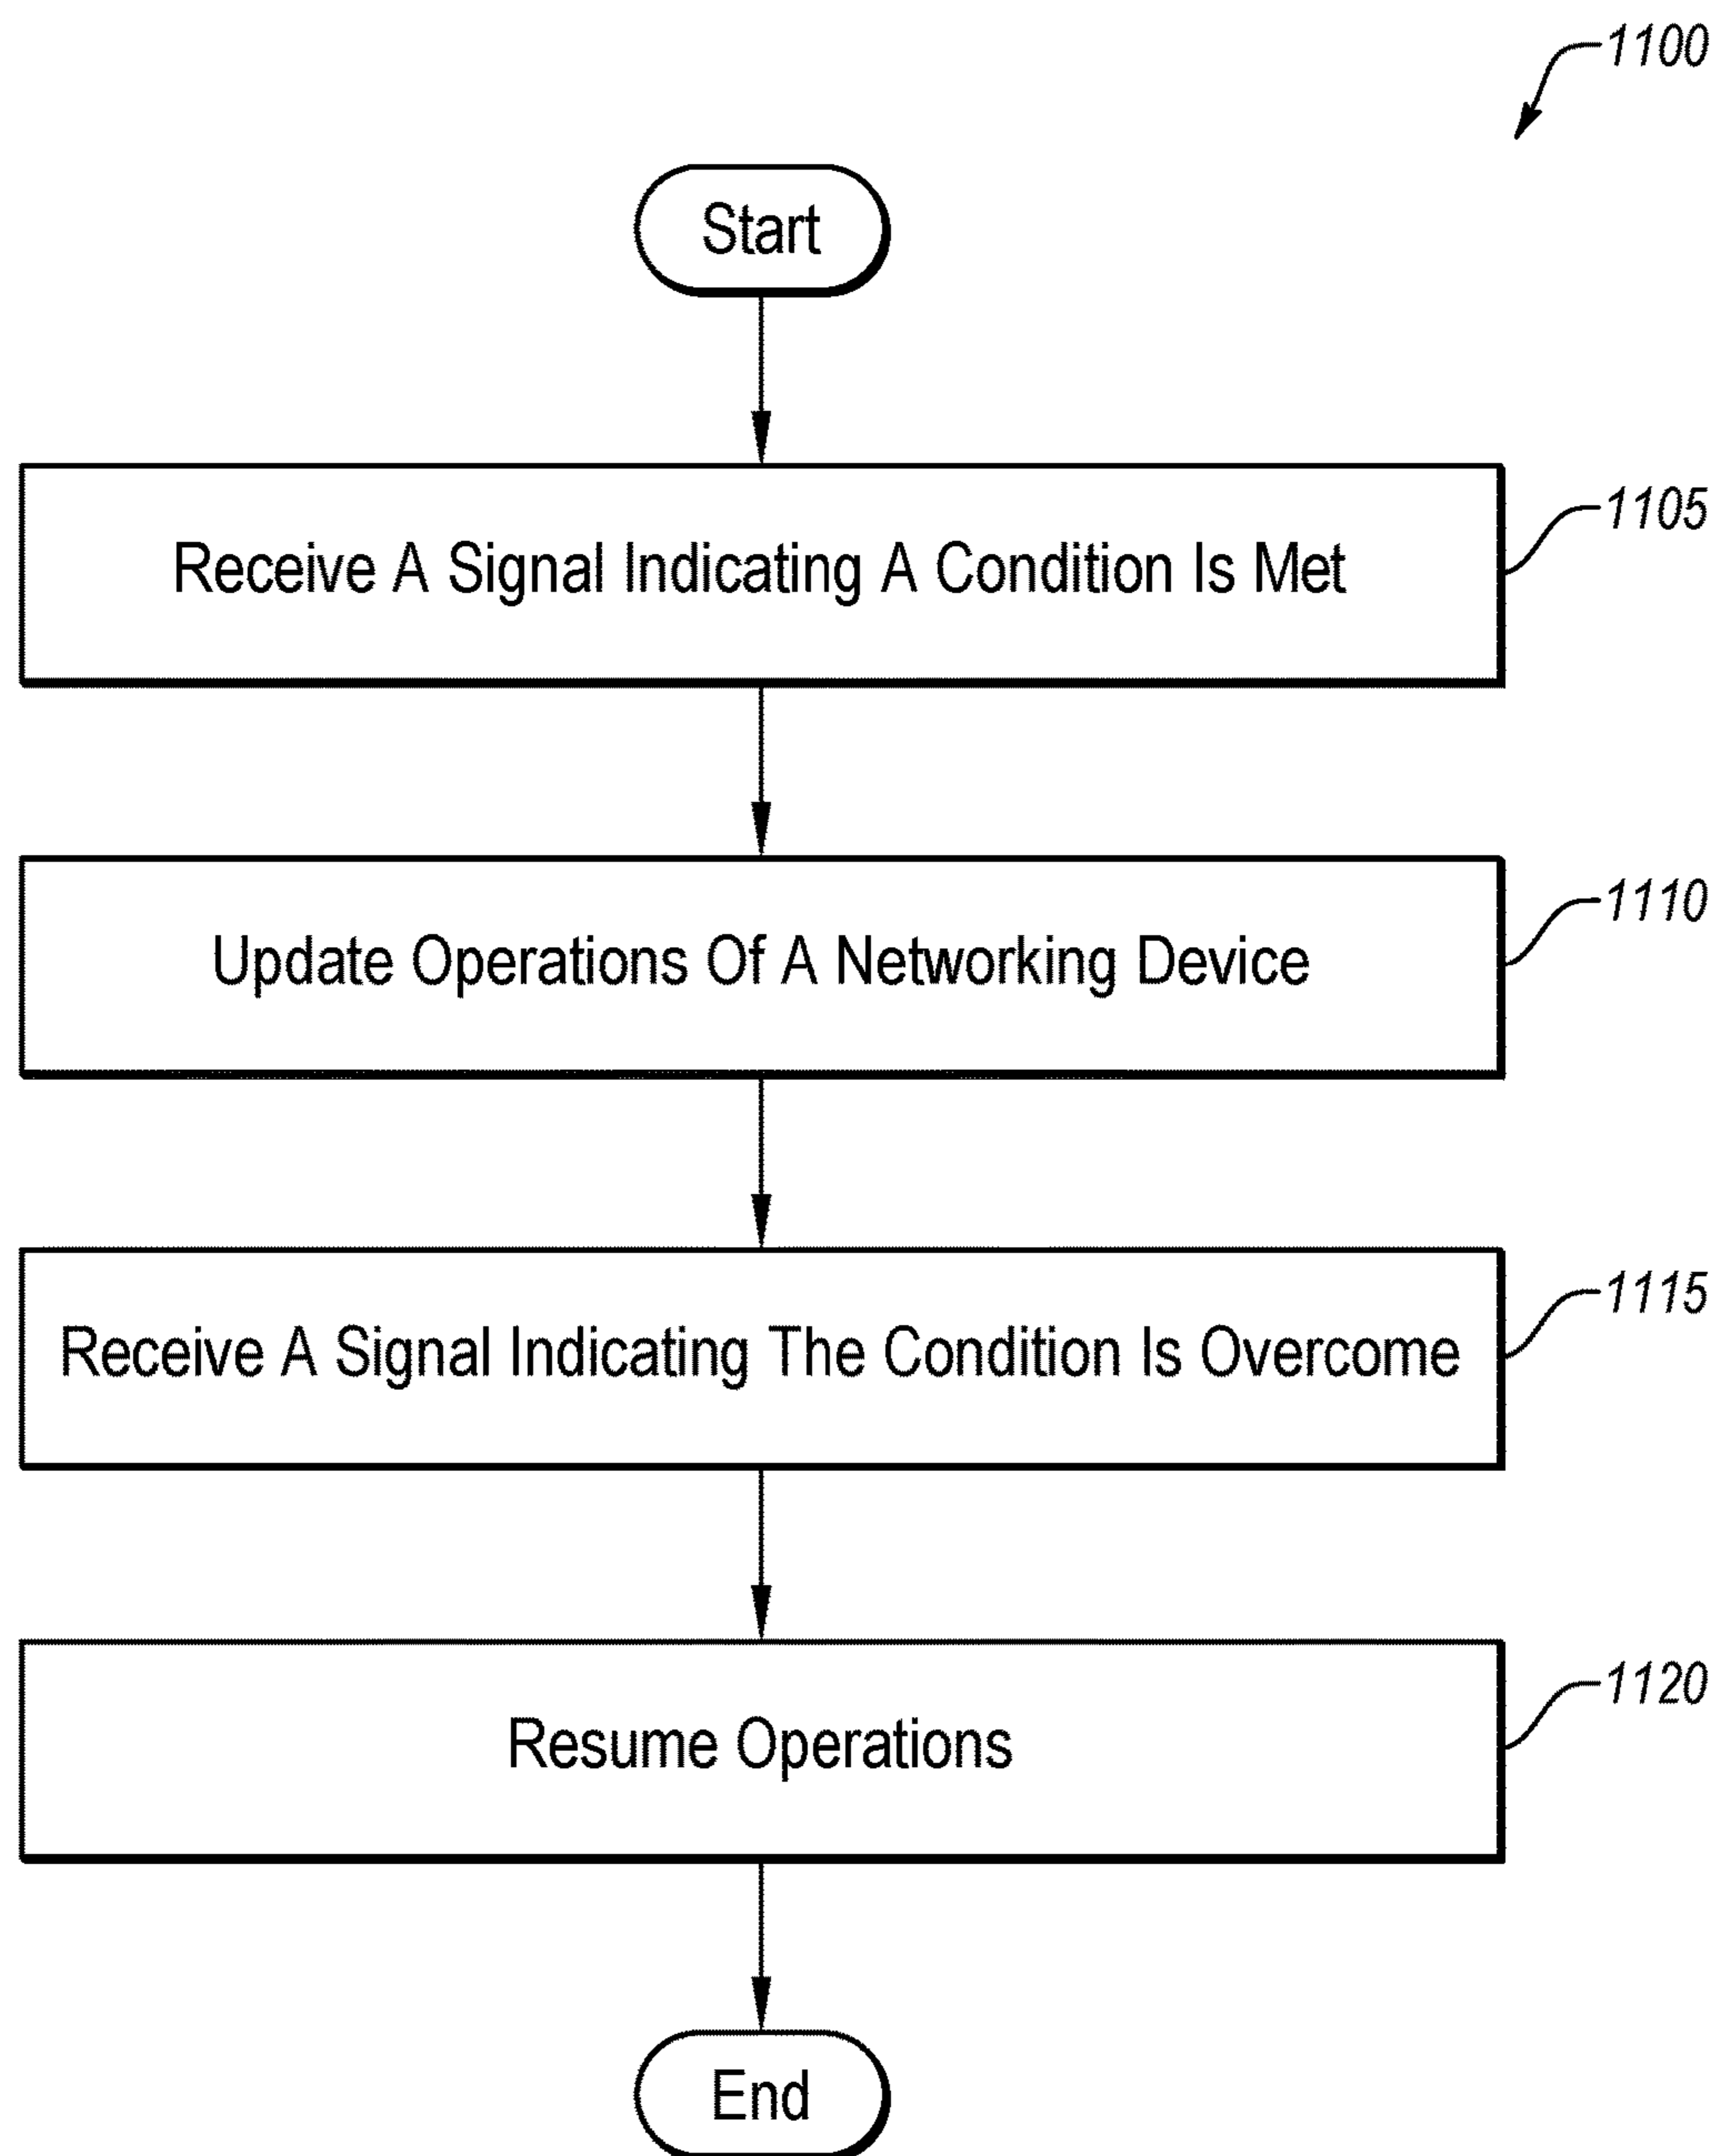 1100
Start
Receive A Signal Indicating A Condition Is Met
1105
Update Operations Of A Networking Device
1110
Receive A Signal Indicating The Condition Is Overcome
1115
Resume Operations
1120
End